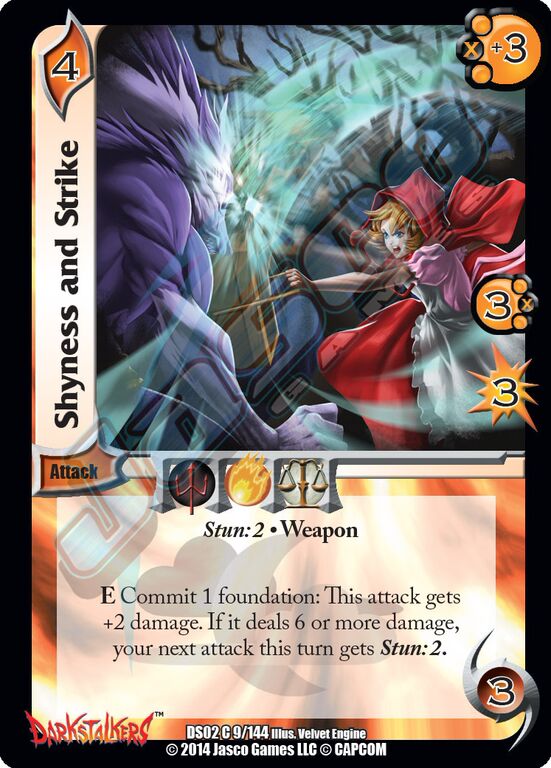 4
x +3
Shyness and Strike
3 x
3
Attack
Stun: 2 • Weapon
E Commit 1 foundation: This attack gets
+2 damage. If it deals 6 or more damage,
your next attack this turn gets Stun: 2.
3
DARKSTALKERS™
DS02 C 9/144 Illus. Velvet Engine
© 2014 Jasco Games LLC © CAPCOM